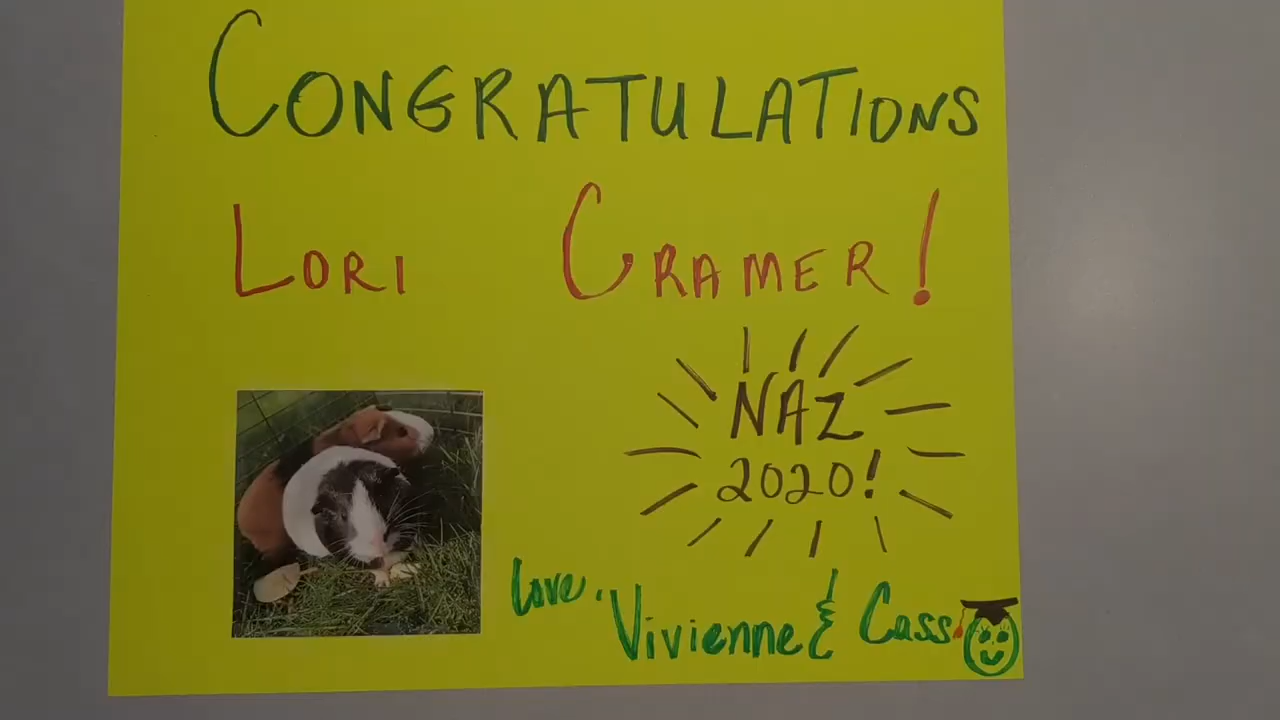 CONGRATULATIONS
LORI CRAMER!
NAZ
2020!
Love,
Vivienne & Cass